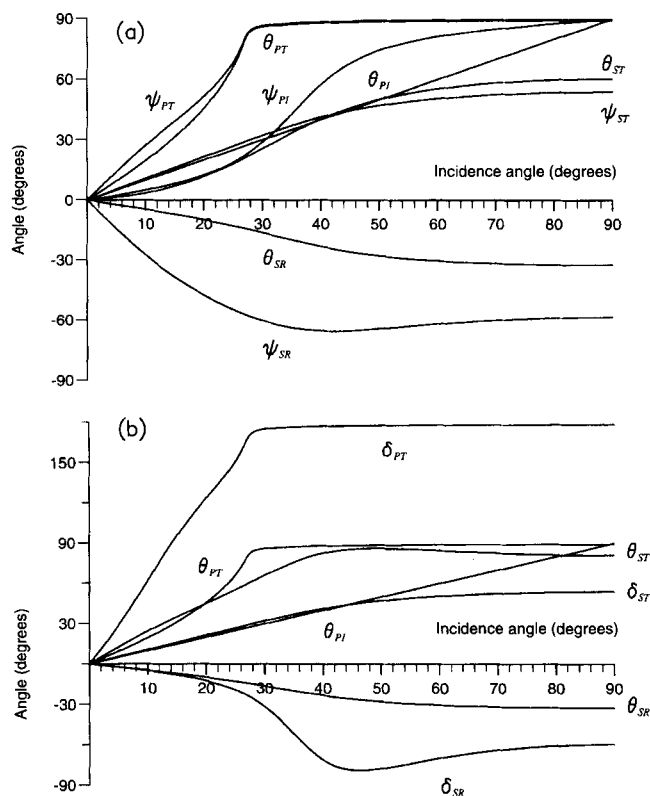 (a)
90
60
30
0
-30
-60
-90
Angle (degrees)
Incidence angle (degrees)
10 20 30 40 50 60 70 80 90
ψPT
θPT
ψPI
θPI
θST
ψST
θSR
ψSR
(b)
150
90
30
-30
-90
Angle (degrees)
Incidence angle (degrees)
10 20 30 40 50 60 70 80 90
δPT
θPT
θST
δST
θPI
θSR
δSR